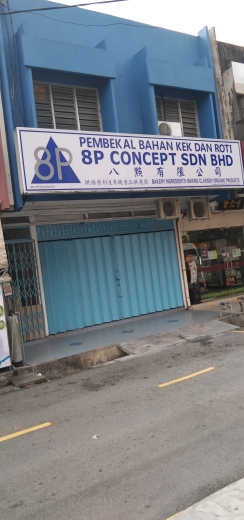 PEMBEKAL BAHAN KEK DAN ROTI
8P
8P CONCEPT SDN BHD
八點有限公司
BAKERY INGREDIENTS•BAKING CLASSES•ORGANIC PRODUCTS